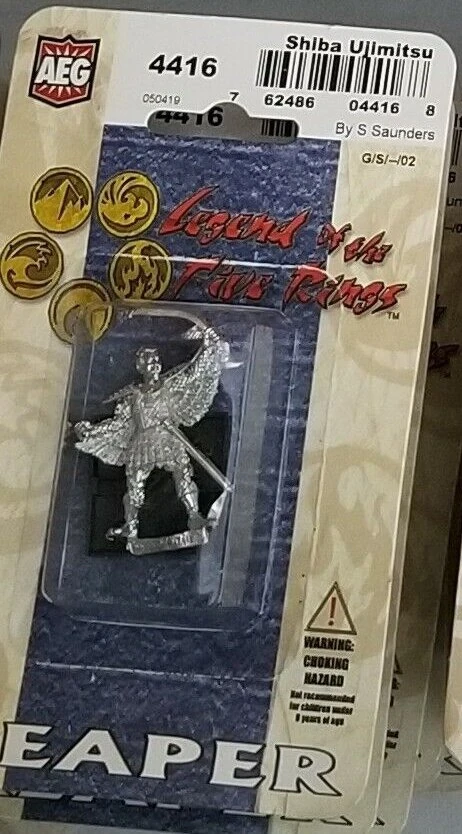 AEG
4416
Shiba Ujimitsu
050419
7 62486 04416 8
4416
By S Saunders
G/S/-/02
Legend of the
Five Rings
TM
WARNING:
CHOKING
HAZARD
Not recommended
for children under
8 years of age
EAPER